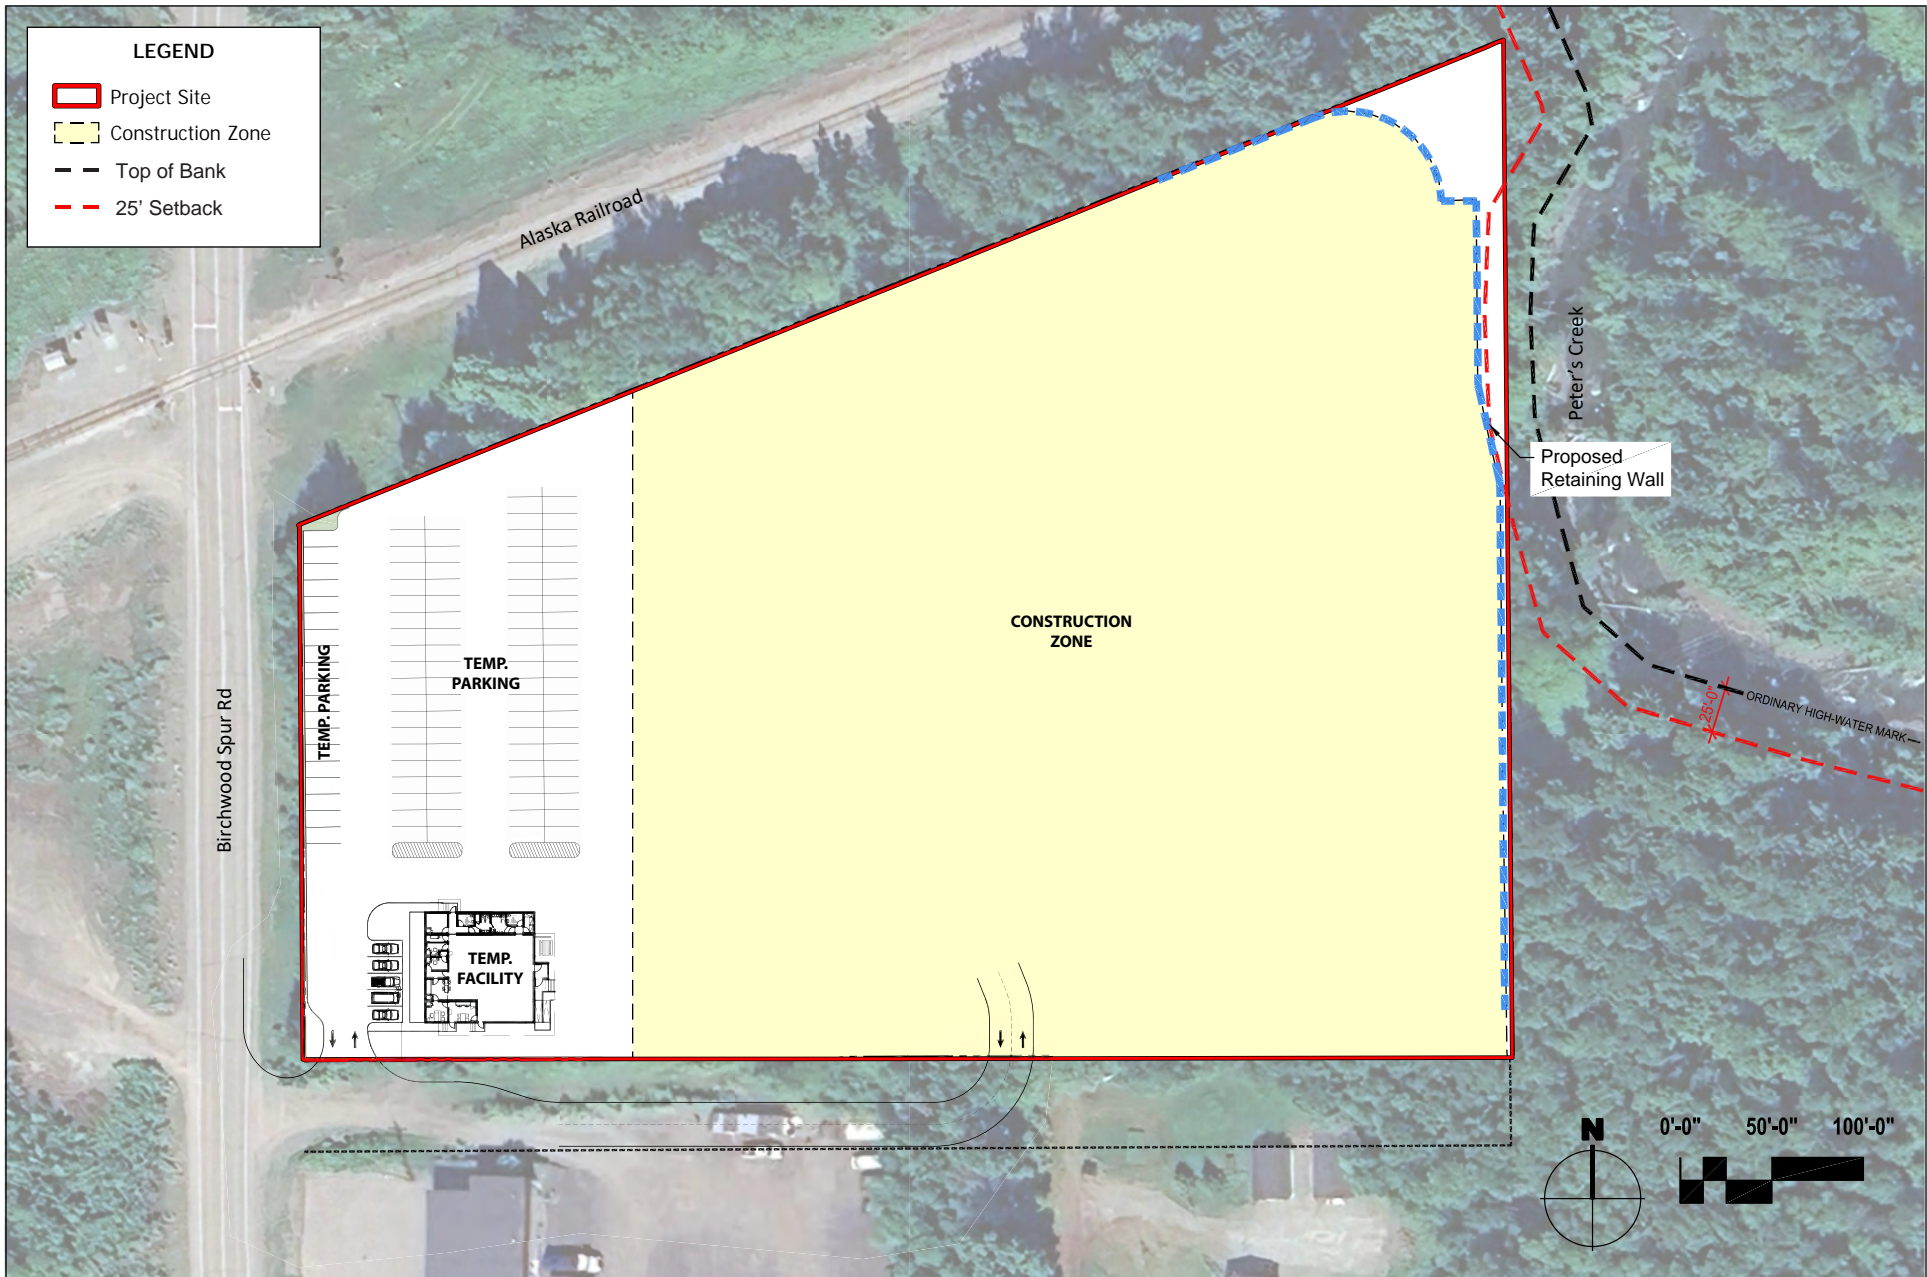 LEGEND
Project Site
Construction Zone
Top of Bank
25' Setback
Alaska Railroad
Peter's Creek
Proposed
Retaining Wall
CONSTRUCTION
ZONE
TEMP. PARKING
TEMP.
PARKING
Birchwood Spur Rd
25'-0"
ORDINARY HIGH-WATER MARK
TEMP.
FACILITY
N
0'-0" 50'-0" 100'-0"